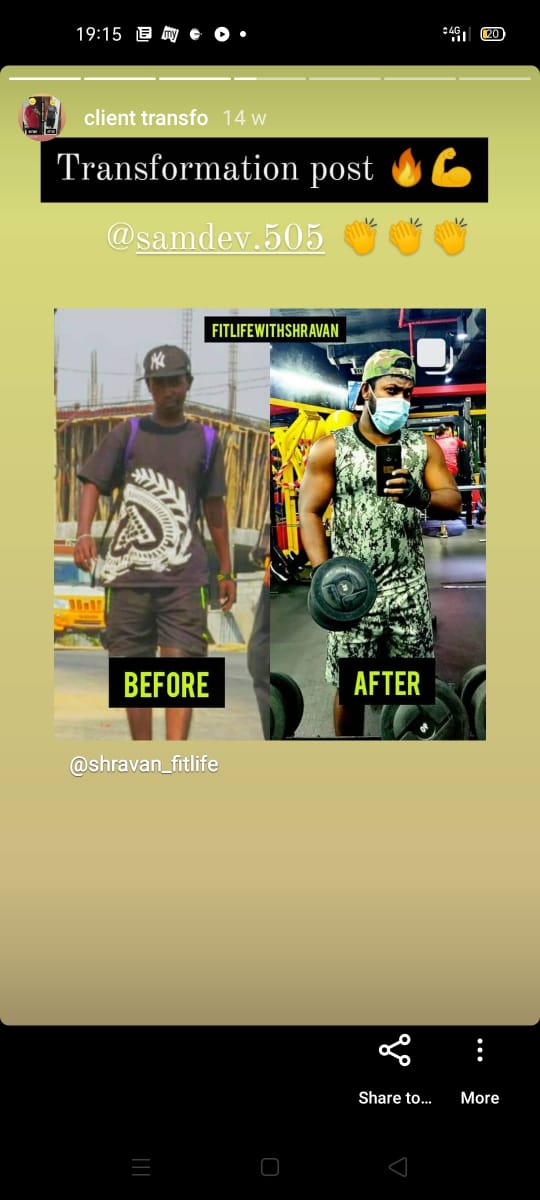 19:15
4G
20
client transfo 14 w
Transformation post 🔥💪
@samdev.505 👏👏👏
FITLIFEWITHSHRAVAN
NY
BEFORE
AFTER
@shravan_fitlife
Share to...
More